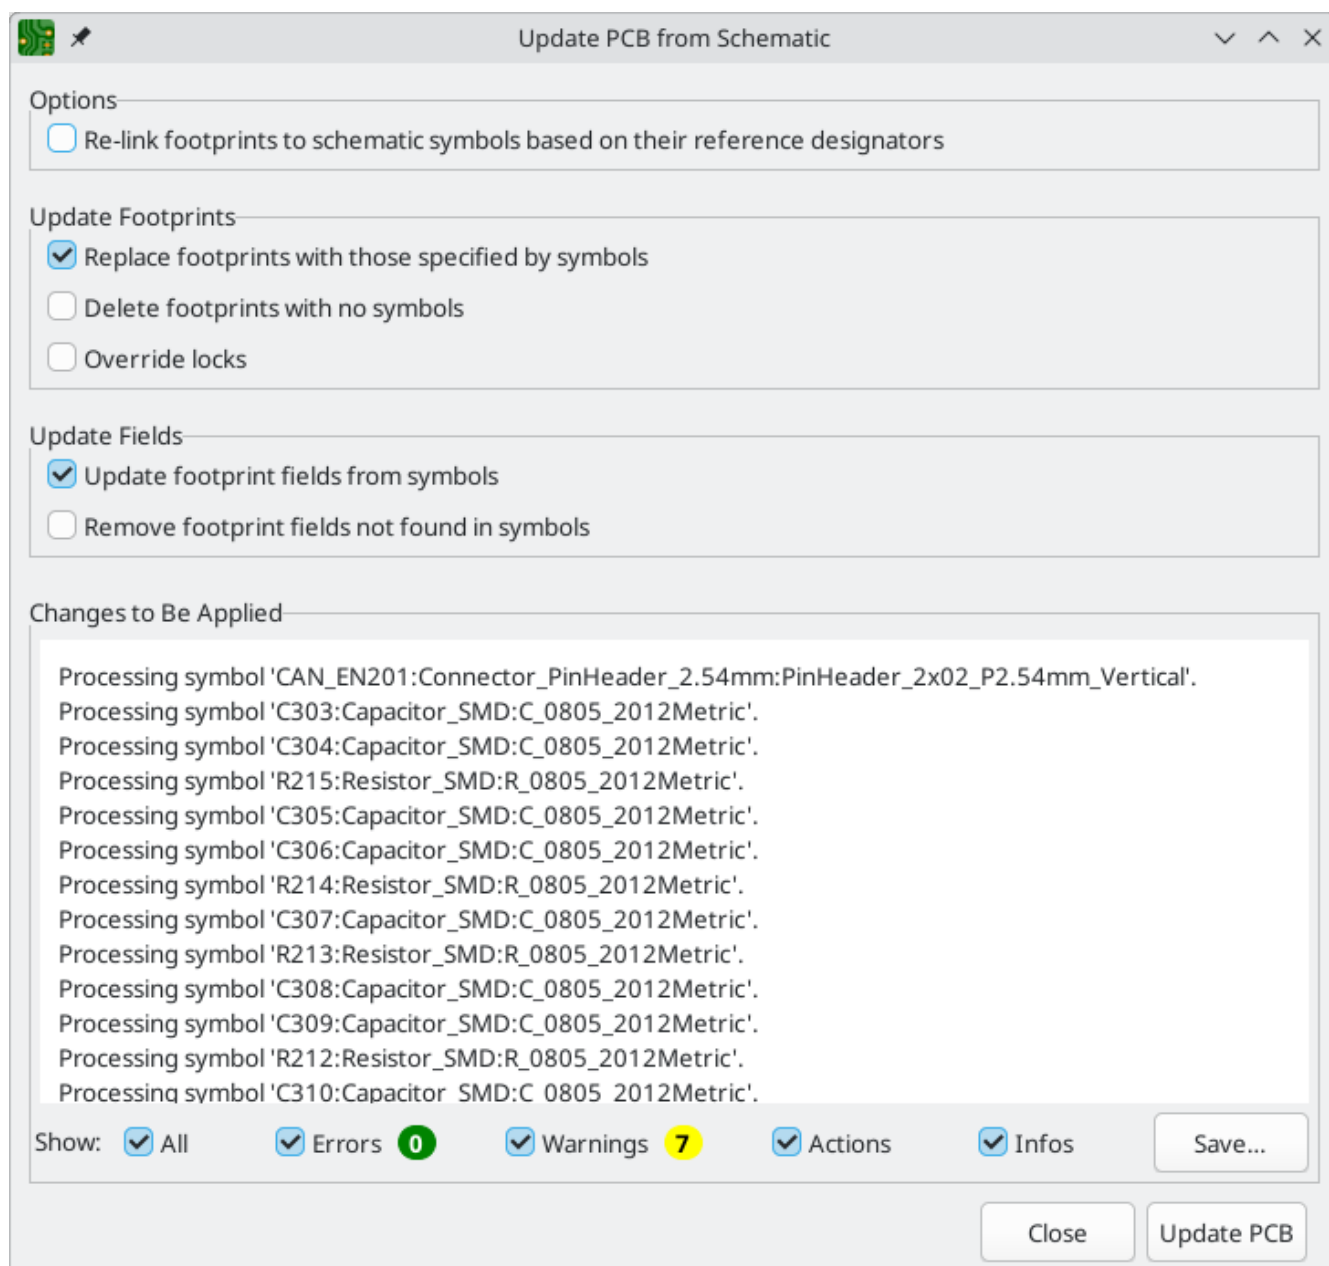 Update PCB from Schematic
Options
Re-link footprints to schematic symbols based on their reference designators
Update Footprints
Replace footprints with those specified by symbols
Delete footprints with no symbols
Override locks
Update Fields
Update footprint fields from symbols
Remove footprint fields not found in symbols
Changes to Be Applied
Processing symbol 'CAN_EN201:Connector_PinHeader_2.54mm:PinHeader_2x02_P2.54mm_Vertical'.
Processing symbol 'C303:Capacitor_SMD:C_0805_2012Metric'.
Processing symbol 'C304:Capacitor_SMD:C_0805_2012Metric'.
Processing symbol 'R215:Resistor_SMD:R_0805_2012Metric'.
Processing symbol 'C305:Capacitor_SMD:C_0805_2012Metric'.
Processing symbol 'C306:Capacitor_SMD:C_0805_2012Metric'.
Processing symbol 'R214:Resistor_SMD:R_0805_2012Metric'.
Processing symbol 'C307:Capacitor_SMD:C_0805_2012Metric'.
Processing symbol 'R213:Resistor_SMD:R_0805_2012Metric'.
Processing symbol 'C308:Capacitor_SMD:C_0805_2012Metric'.
Processing symbol 'C309:Capacitor_SMD:C_0805_2012Metric'.
Processing symbol 'R212:Resistor_SMD:R_0805_2012Metric'.
Processing symbol 'C310:Capacitor_SMD:C_0805_2012Metric'.
Show: All Errors 0 Warnings 7 Actions Infos Save...
Close Update PCB